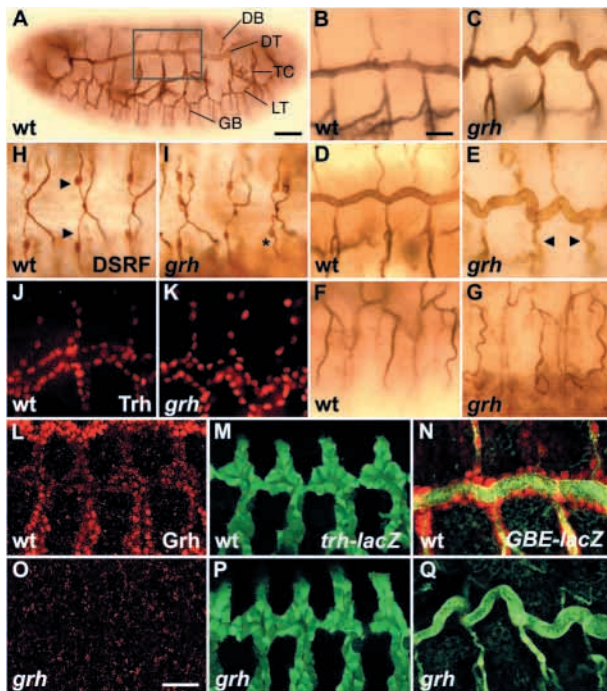 A DB B C
DT
TC
LT
wt GB wt grh
H I D E
wt DSRF grh * wt grh
J K F G
wt Trh grh wt grh
L M N
wt Grh wt trh-lacZ wt GBE-lacZ
O P Q
grh grh grh